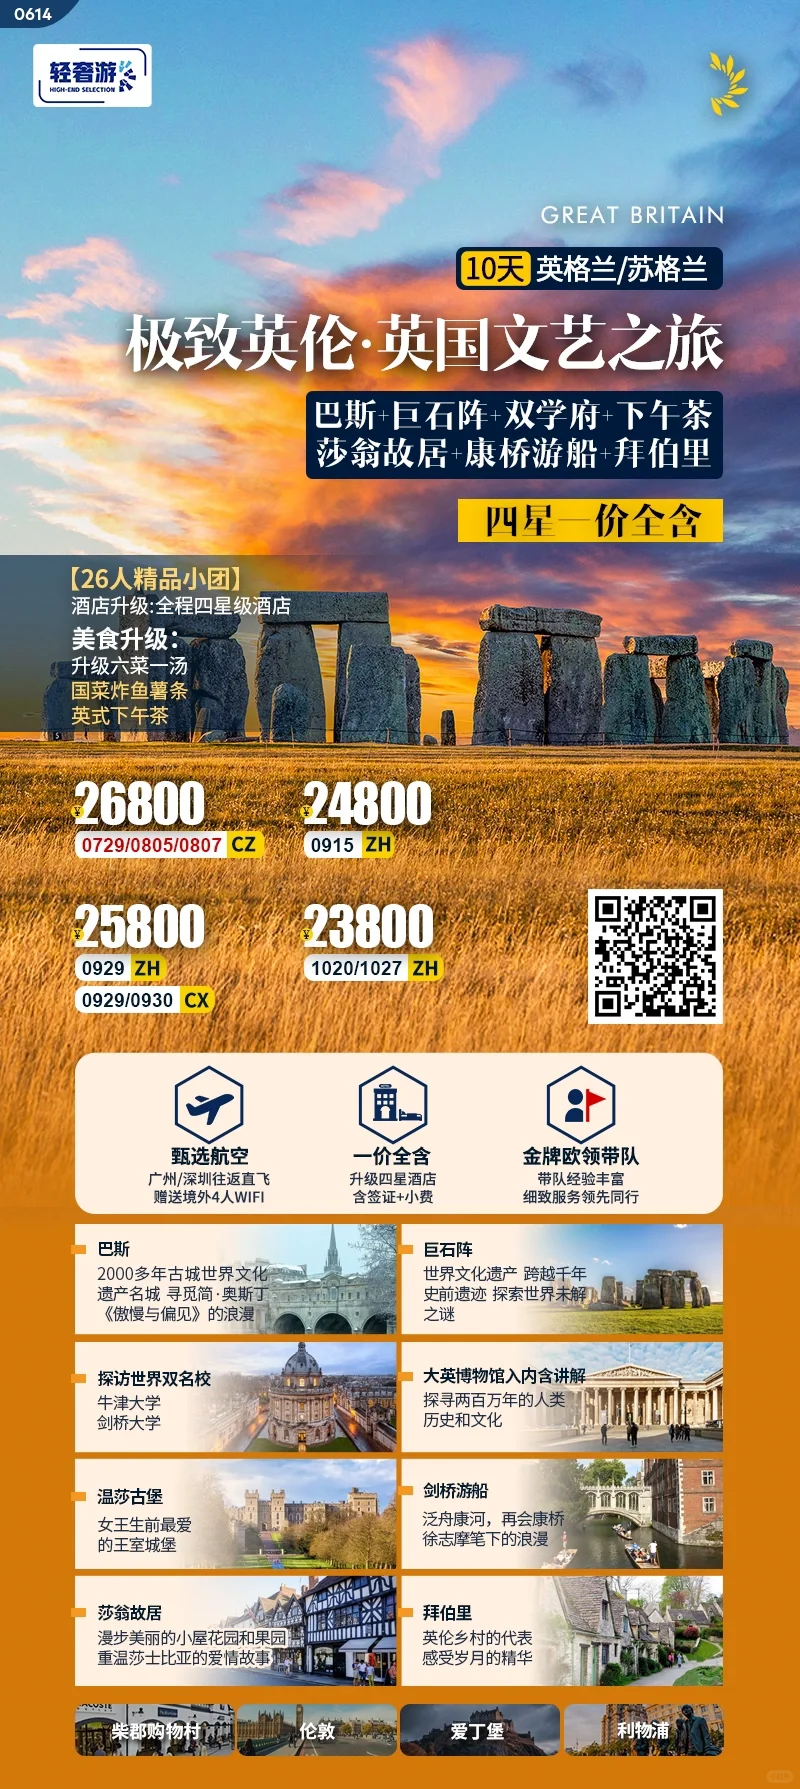 0614
轻奢游
HIGH-END SELECTION
GREAT BRITAIN
10天 英格兰/苏格兰
极致英伦·英国文艺之旅
巴斯+巨石阵+双学府+下午茶
莎翁故居+康桥游船+拜伯里
四星一价全含
【26人精品小团】
酒店升级:全程四星级酒店
美食升级：
升级六菜一汤
国菜炸鱼薯条
英式下午茶
¥26800
0729/0805/0807 CZ
¥24800
0915 ZH
¥25800
0929 ZH
0929/0930 CX
¥23800
1020/1027 ZH
甄选航空
广州/深圳往返直飞
赠送境外4人WIFI
一价全含
升级四星酒店
含签证+小费
金牌欧领带队
带队经验丰富
细致服务领先同行
巴斯
2000多年古城世界文化
遗产名城 寻觅简·奥斯丁
《傲慢与偏见》的浪漫
巨石阵
世界文化遗产 跨越千年
史前遗迹 探索世界未解
之谜
探访世界双名校
牛津大学
剑桥大学
大英博物馆入内含讲解
探寻两百万年的人类
历史和文化
温莎古堡
女王生前最爱
的王室城堡
剑桥游船
泛舟康河，再会康桥
徐志摩笔下的浪漫
莎翁故居
漫步美丽的小屋花园和果园
重温莎士比亚的爱情故事
拜伯里
英伦乡村的代表
感受岁月的精华
LACOSTE
柴郡购物村
伦敦
爱丁堡
利物浦